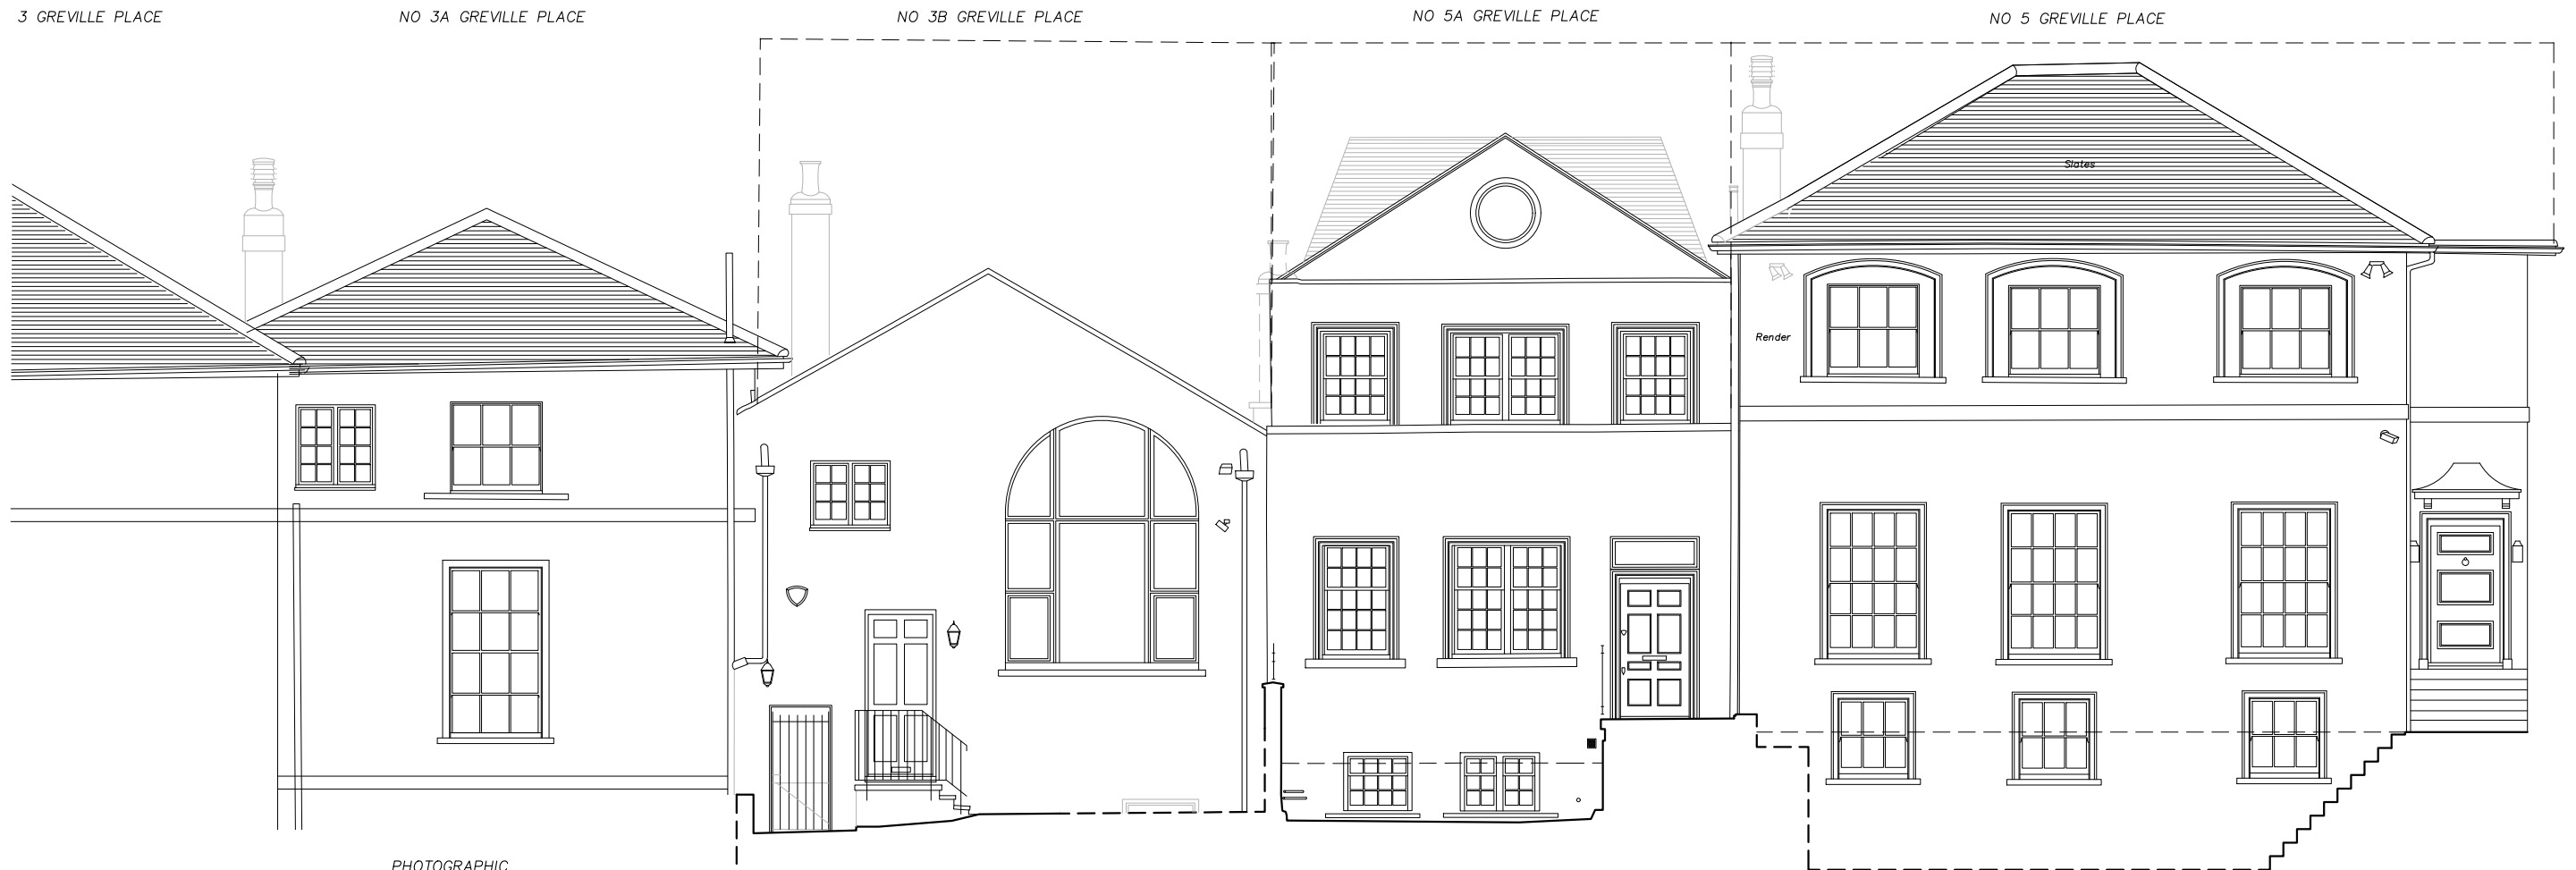 3 GREVILLE PLACE
NO 3A GREVILLE PLACE
NO 3B GREVILLE PLACE
NO 5A GREVILLE PLACE
NO 5 GREVILLE PLACE
Slates
Render
PHOTOGRAPHIC